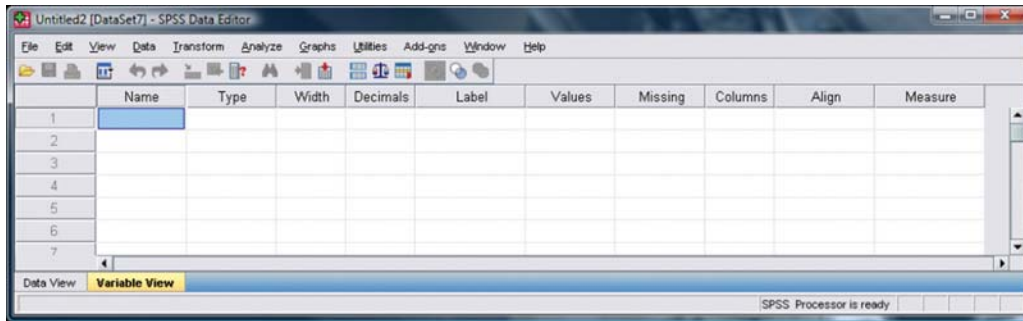 Untitled2 [DataSet7] - SPSS Data Editor
File Edit View Data Transform Analyze Graphs Utilities Add-ons Window Help
Name Type Width Decimals Label Values Missing Columns Align Measure
1
2
3
4
5
6
7
Data View Variable View
SPSS Processor is ready